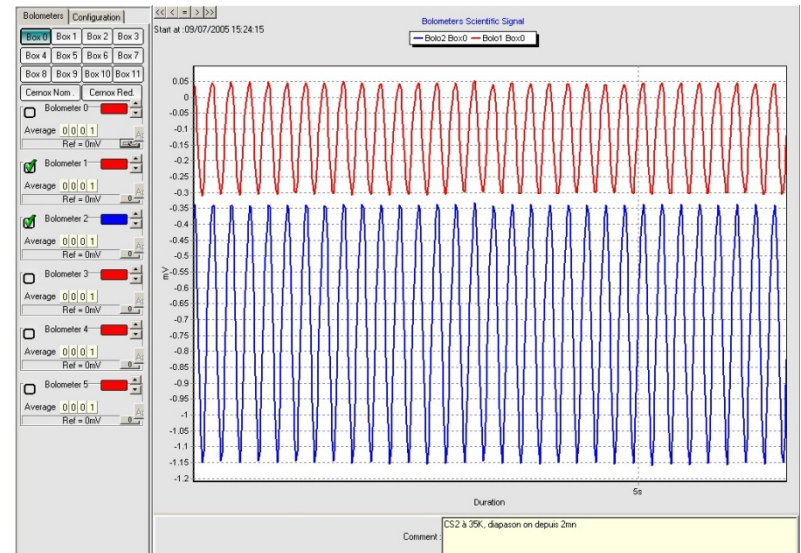 Bolometers Configuration
Box 0 Box 1 Box 2 Box 3
Box 4 Box 5 Box 6 Box 7
Box 8 Box 9 Box 10 Box 11
Cernox Nom. Cernox Red.
Bolometer 0
Average 0 0 0 1
Ref = 0mV
Bolometer 1
Average 0 0 0 1
Ref = 0mV 0
Bolometer 2
Average 0 0 0 1
Ref = 0mV 0
Bolometer 3
Average 0 0 0 1
Ref = 0mV 0
Bolometer 4
Average 0 0 0 1
Ref = 0mV 0
Bolometer 5
Average 0 0 0 1
Ref = 0mV 0
<< < = > >>
Start at :09/07/2005 15:24:15
Bolometers Scientific Signal
Bolo2 Box0 Bolo1 Box0
0.05
0
-0.05
-0.1
-0.15
-0.2
-0.25
-0.3
-0.35
-0.4
-0.45
-0.5
-0.55
-0.6
-0.65
-0.7
-0.75
-0.8
-0.85
-0.9
-0.95
-1
-1.05
-1.1
-1.15
-1.2
mV
5s
Duration
Comment :
CS2 à 35K, diapason on depuis 2mn